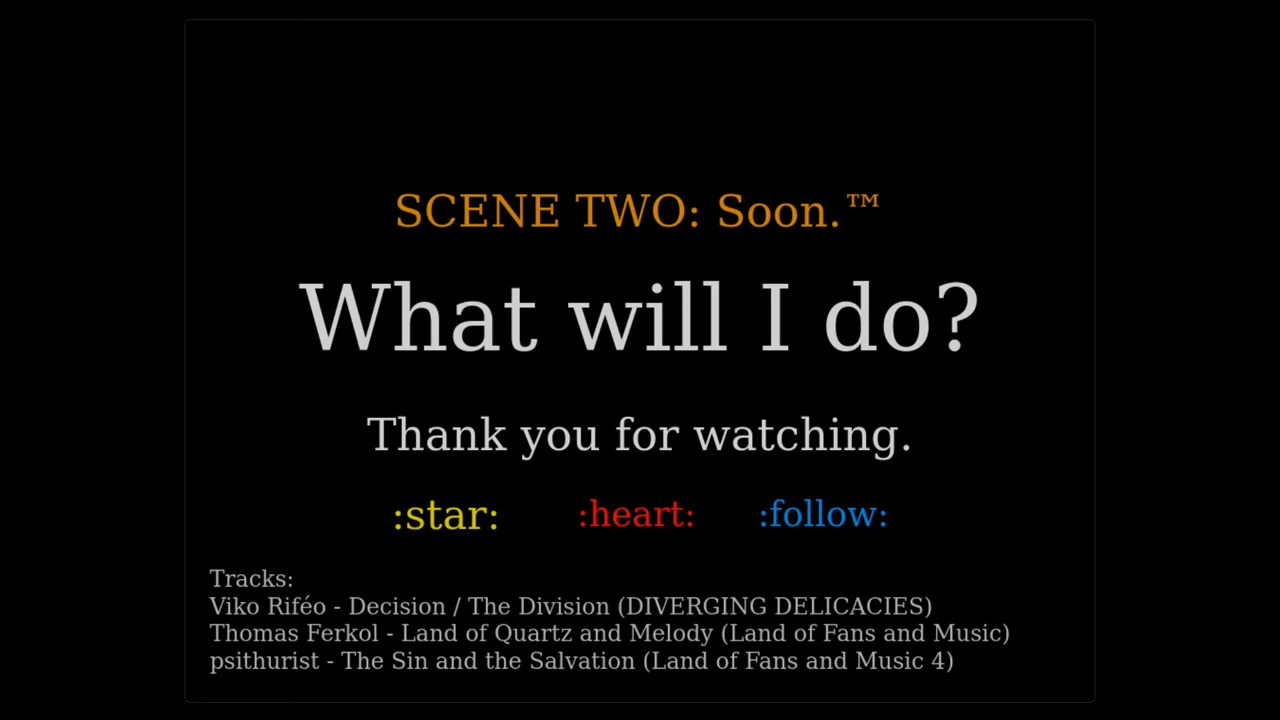 SCENE TWO: Soon.™
What will I do?
Thank you for watching.
:star: :heart: :follow:
Tracks:
Viko Riféo - Decision / The Division (DIVERGING DELICACIES)
Thomas Ferkol - Land of Quartz and Melody (Land of Fans and Music)
psithurist - The Sin and the Salvation (Land of Fans and Music 4)